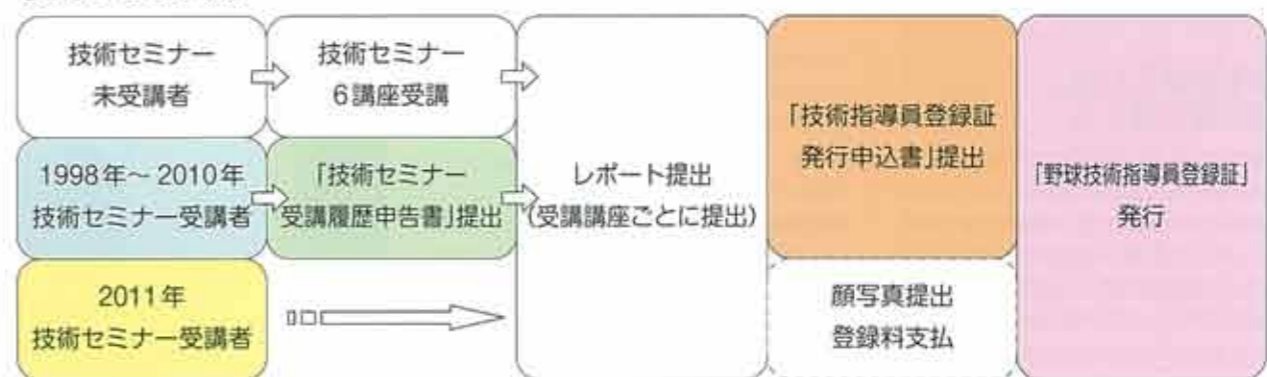 技術セミナー
未受講者
技術セミナー
6講座受講
1998年～2010年
技術セミナー受講者
「技術セミナー
受講履歴申告書」提出
2011年
技術セミナー受講者
レポート提出
(受講講座ごとに提出)
「技術指導員登録証
発行申込書」提出
顔写真提出
登録料支払
「野球技術指導員登録証」
発行